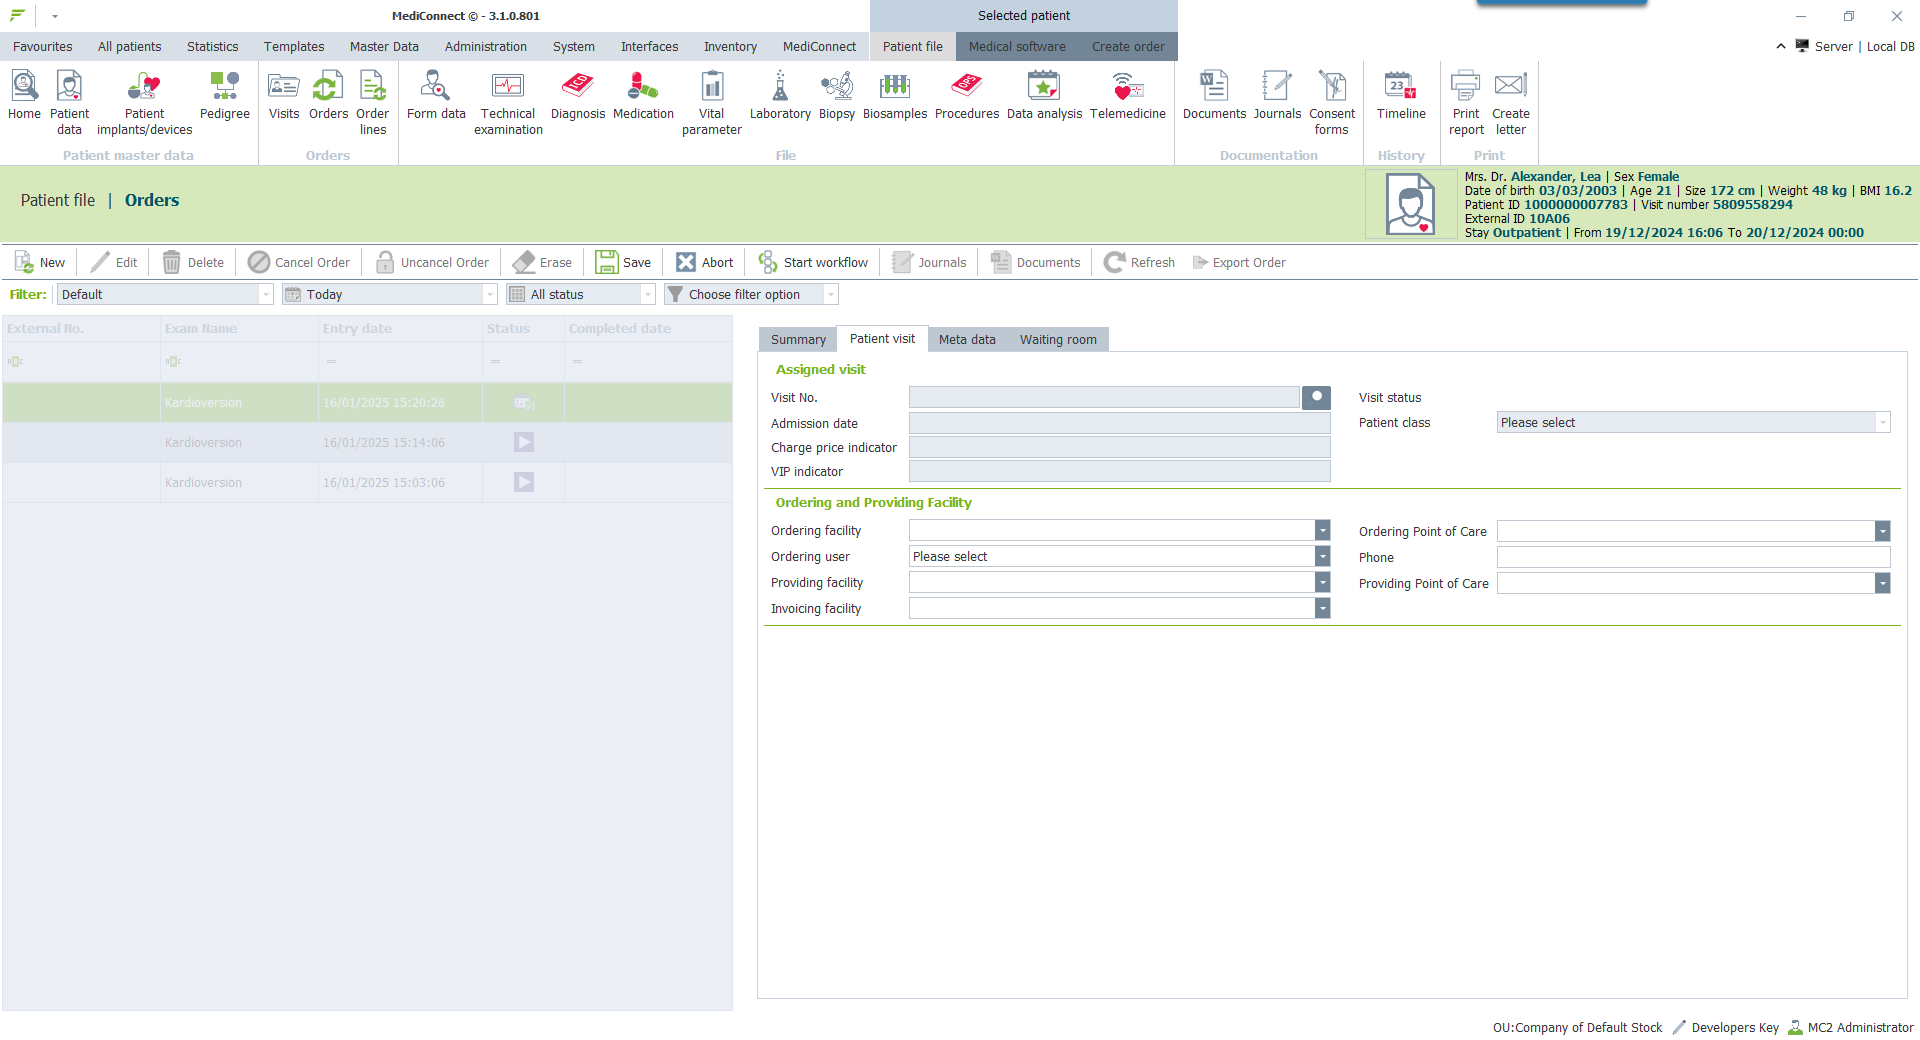 MediConnect © - 3.1.0.801
Selected patient
Favourites All patients Statistics Templates Master Data Administration System Interfaces Inventory MediConnect Patient file Medical software Create order Server | Local DB
Home Patient data Patient implants/devices Pedigree Visits Orders Order lines Form data Technical examination Diagnosis Medication Vital parameter Laboratory Biopsy Biosamples Procedures Data analysis Telemedicine Documents Journals Consent forms Timeline Print report Create letter
Patient master data Orders File Documentation History Print
Patient file | Orders
Mrs. Dr. Alexander, Lea | Sex Female
Date of birth 03/03/2003 | Age 21 | Size 172 cm | Weight 48 kg | BMI 16.2
Patient ID 1000000007783 | Visit number 5809558294
External ID 10A06
Stay Outpatient | From 19/12/2024 16:06 To 20/12/2024 00:00
New Edit Delete Cancel Order Uncancel Order Erase Save Abort Start workflow Journals Documents Refresh Export Order
Filter: Default Today All status Choose filter option
External No. Exam Name Entry date Status Completed date
Kardioversion 16/01/2025 15:20:26
Kardioversion 16/01/2025 15:14:06
Kardioversion 16/01/2025 15:03:06
Summary Patient visit Meta data Waiting room
Assigned visit
Visit No. Visit status
Admission date Patient class Please select
Charge price indicator
VIP indicator
Ordering and Providing Facility
Ordering facility Ordering Point of Care
Ordering user Please select Phone
Providing facility Providing Point of Care
Invoicing facility
OU:Company of Default Stock Developers Key MC2 Administrator